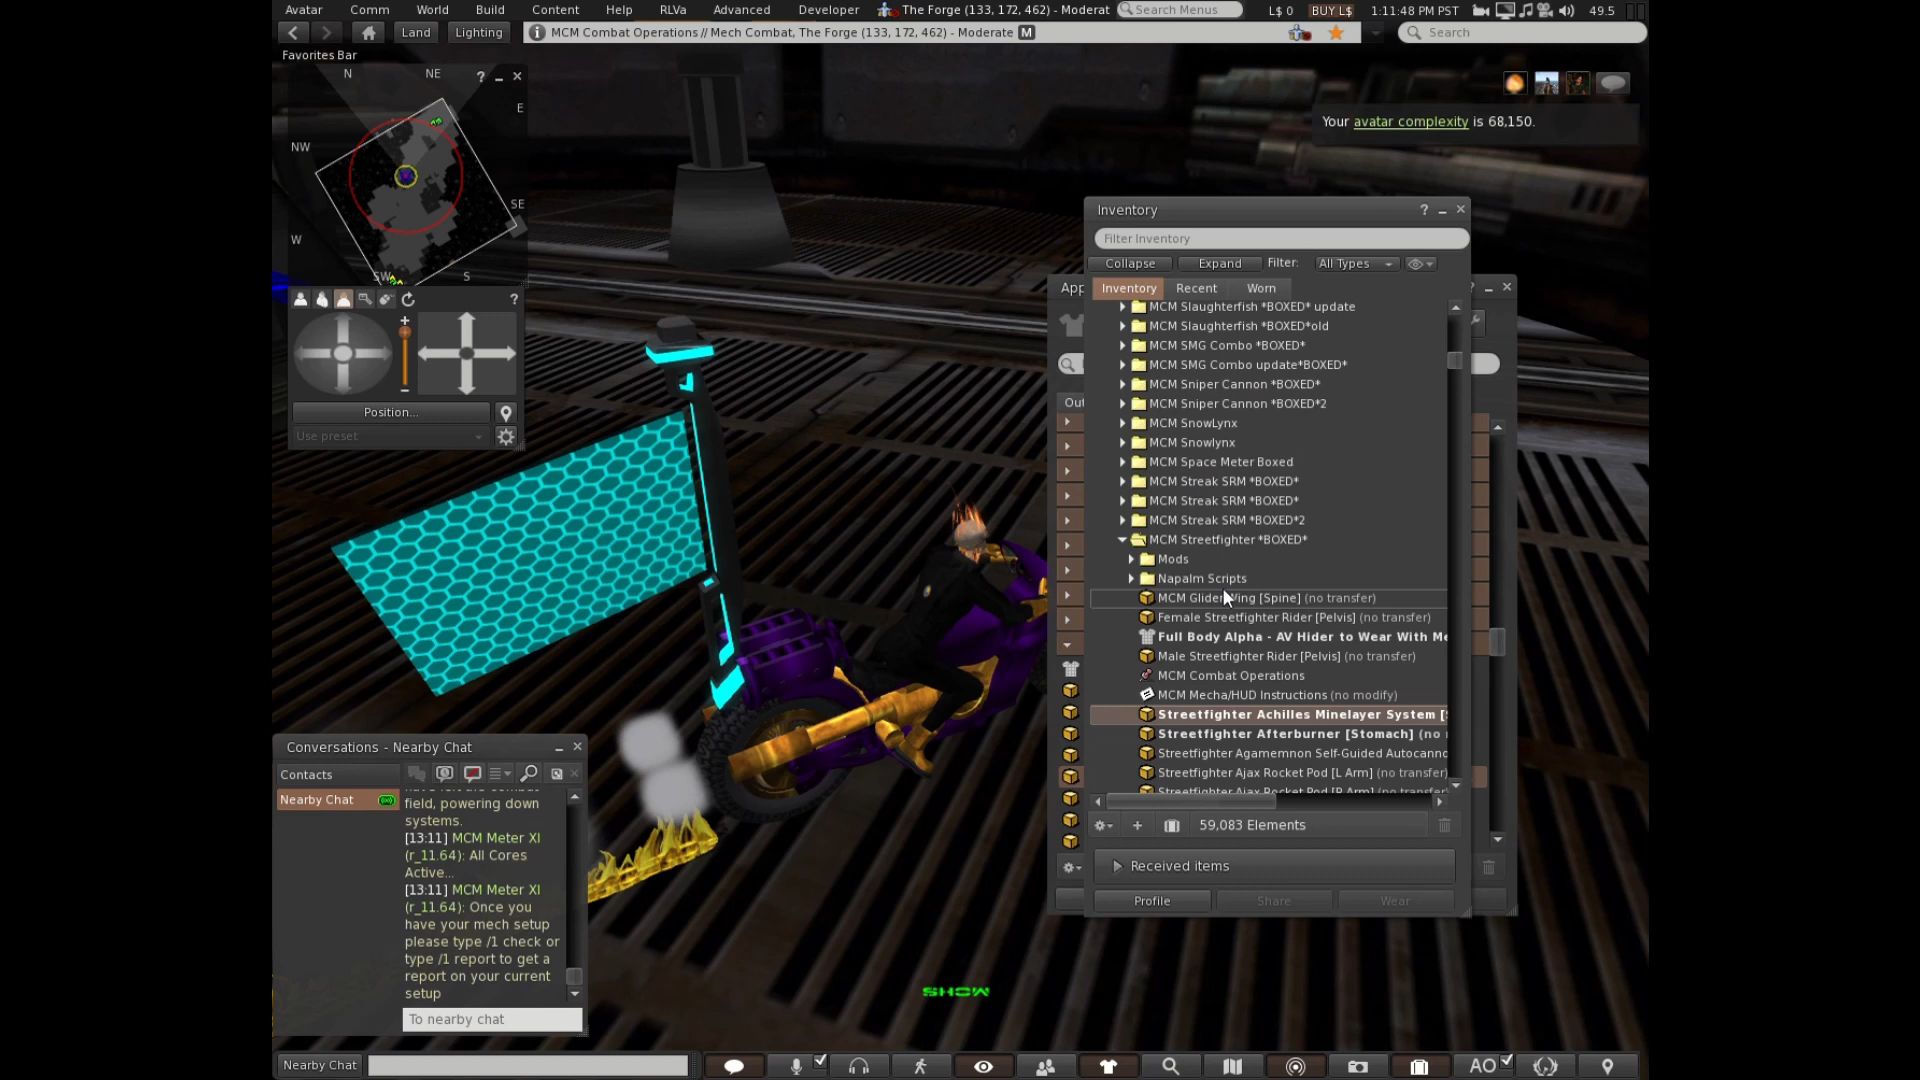 Avatar Comm World Build Content Help RLVa Advanced Developer The Forge (133, 172, 462) - Moderat Search Menus L$ 0 BUY L$ 1:11:48 PM PST 49.5
Land Lighting MCM Combat Operations // Mech Combat, The Forge (133, 172, 462) - Moderate M Search
Favorites Bar
N NE ? E NW SE W SW S
?
Position...
Use preset
Your avatar complexity is 68,150.
Inventory ?
Filter Inventory
Collapse Expand Filter: All Types
App
Inventory Recent Worn
MCM Slaughterfish *BOXED* update
MCM Slaughterfish *BOXED*old
MCM SMG Combo *BOXED*
MCM SMG Combo update*BOXED*
MCM Sniper Cannon *BOXED*
MCM Sniper Cannon *BOXED*2
Out
MCM SnowLynx
MCM Snowlynx
MCM Space Meter Boxed
MCM Streak SRM *BOXED*
MCM Streak SRM *BOXED*
MCM Streak SRM *BOXED*2
MCM Streetfighter *BOXED*
Mods
Napalm Scripts
MCM Glider Wing [Spine] (no transfer)
Female Streetfighter Rider [Pelvis] (no transfer)
Full Body Alpha - AV Hider to Wear With Me
Male Streetfighter Rider [Pelvis] (no transfer)
MCM Combat Operations
MCM Mecha/HUD Instructions (no modify)
Streetfighter Achilles Minelayer System [
Streetfighter Afterburner [Stomach] (no
Streetfighter Agamemnon Self-Guided Autocanno
Streetfighter Ajax Rocket Pod [L Arm] (no transfer)
Streetfighter Ajax Rocket Pod [R Arm] (no transfer)
59,083 Elements
Received items
Profile Share Wear
Conversations - Nearby Chat
Contacts
Nearby Chat
field, powering down
systems.
[13:11] MCM Meter XI
(r_11.64): All Cores
Active...
[13:11] MCM Meter XI
(r_11.64): Once you
have your mech setup
please type /1 check or
type /1 report to get a
report on your current
setup
To nearby chat
SHOW
Nearby Chat AO